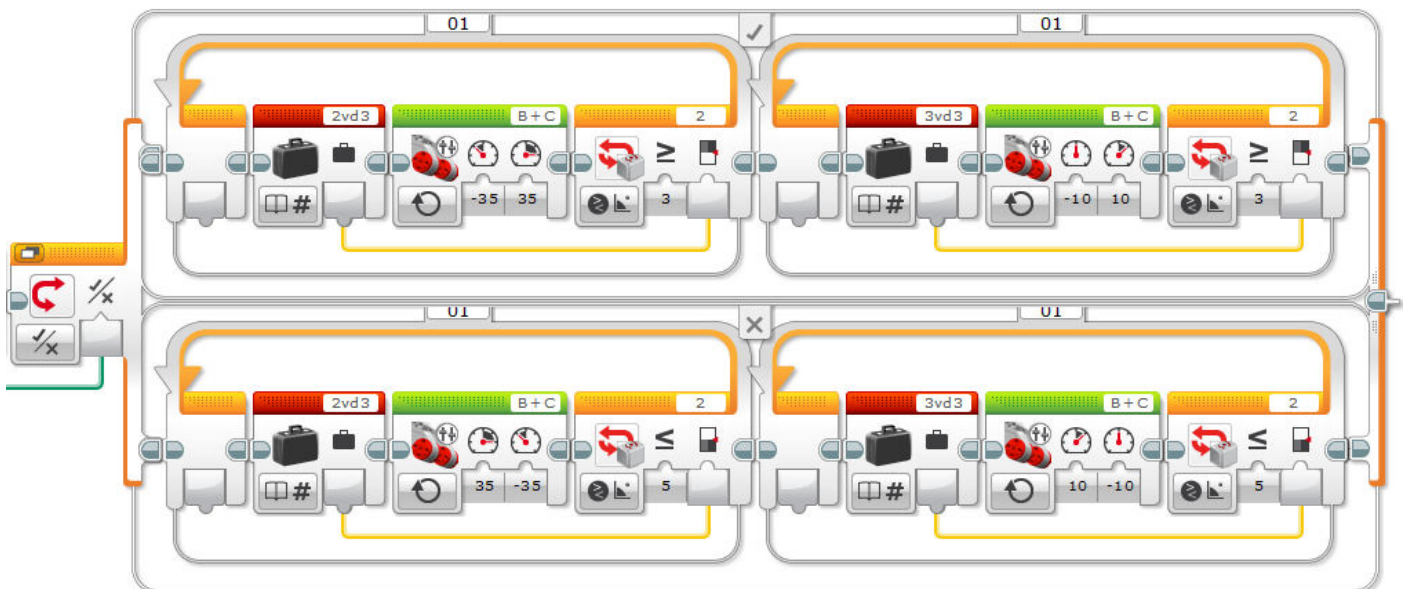 01 01
2vd3 B+C 2 3vd3 B+C 2
≥ ≥
# -35 35 3 # -10 10 3
01 01
2vd3 B+C 2 3vd3 B+C 2
≤ ≤
# 35 -35 5 # 10 -10 5